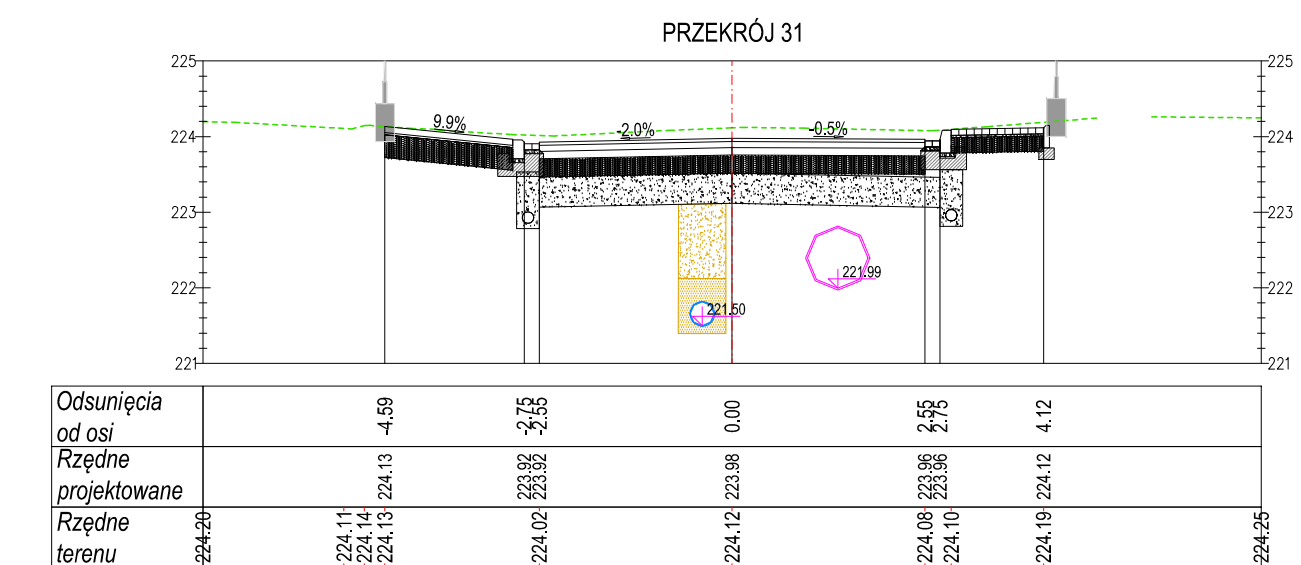 PRZEKRÓJ 31
225 225
9.9% -2.0% -0.5%
224 224
223 223
221.99
222 222
221.50
221 221
Odsunięcia
od osi
-4.59 -2.75 -2.55 0.00 2.55 2.75 4.12
Rzędne
projektowane
224.13 223.92 223.92 223.98 223.96 223.96 224.12
Rzędne
terenu
224.20 224.11 224.14 224.13 224.02 224.12 224.08 224.10 224.19 224.25